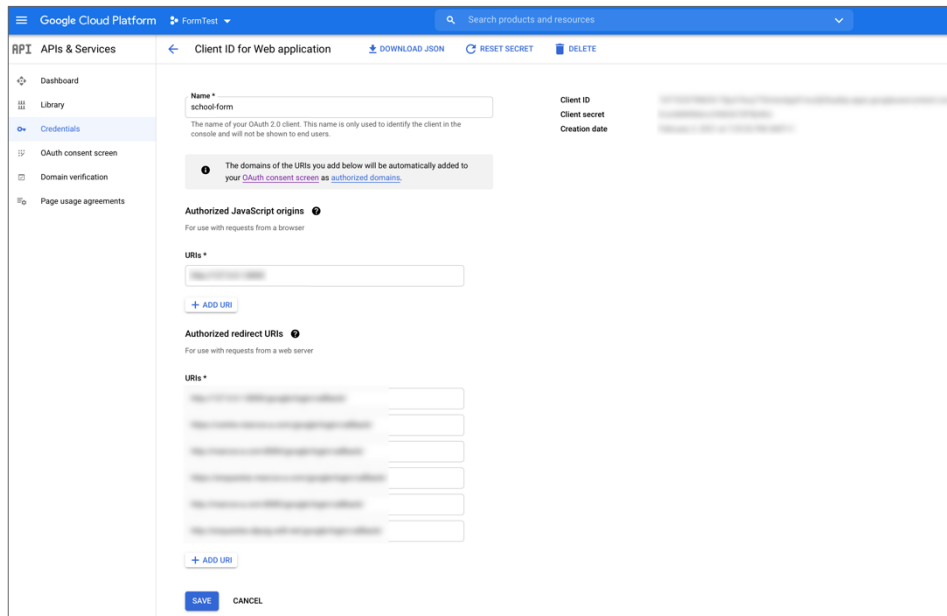 Google Cloud Platform
FormTest
Search products and resources
API APIs & Services
Client ID for Web application
DOWNLOAD JSON
RESET SECRET
DELETE
Dashboard
Library
Credentials
OAuth consent screen
Domain verification
Page usage agreements
Name *
school-form
The name of your OAuth 2.0 client. This name is only used to identify the client in the
console and will not be shown to end users.
The domains of the URIs you add below will be automatically added to
your OAuth consent screen as authorized domains.
Authorized JavaScript origins
For use with requests from a browser
URIs *
+ ADD URI
Authorized redirect URIs
For use with requests from a web server
URIs *
+ ADD URI
SAVE
CANCEL
Client ID
Client secret
Creation date